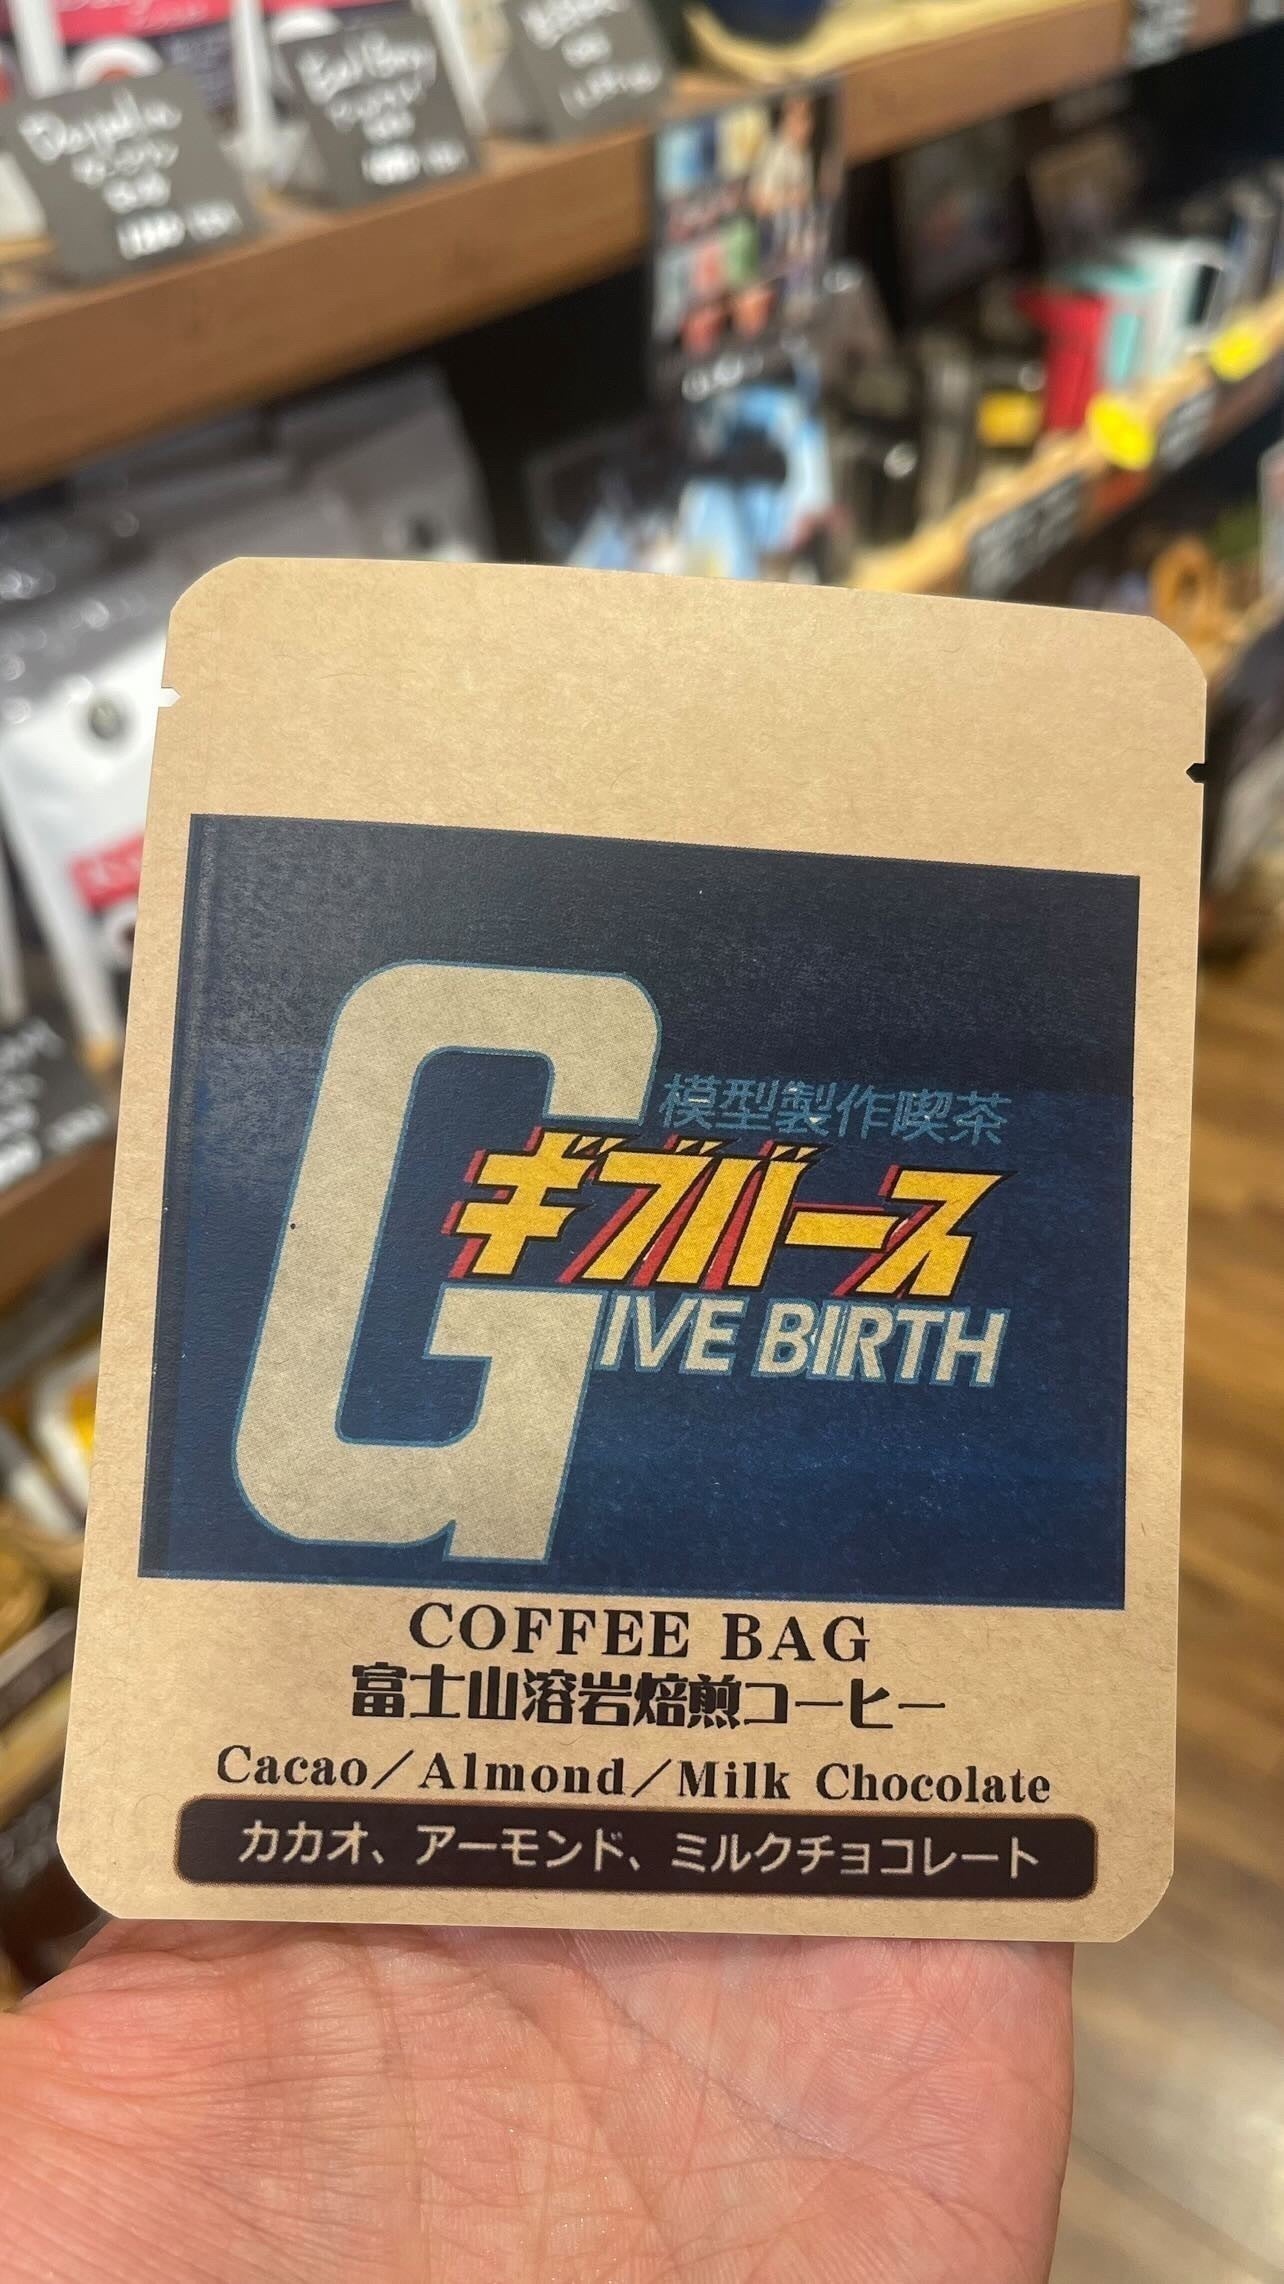 模型製作喫茶
ギブバース
GIVE BIRTH
COFFEE BAG
富士山溶岩焙煎コーヒー
Cacao／Almond／Milk Chocolate
カカオ、アーモンド、ミルクチョコレート